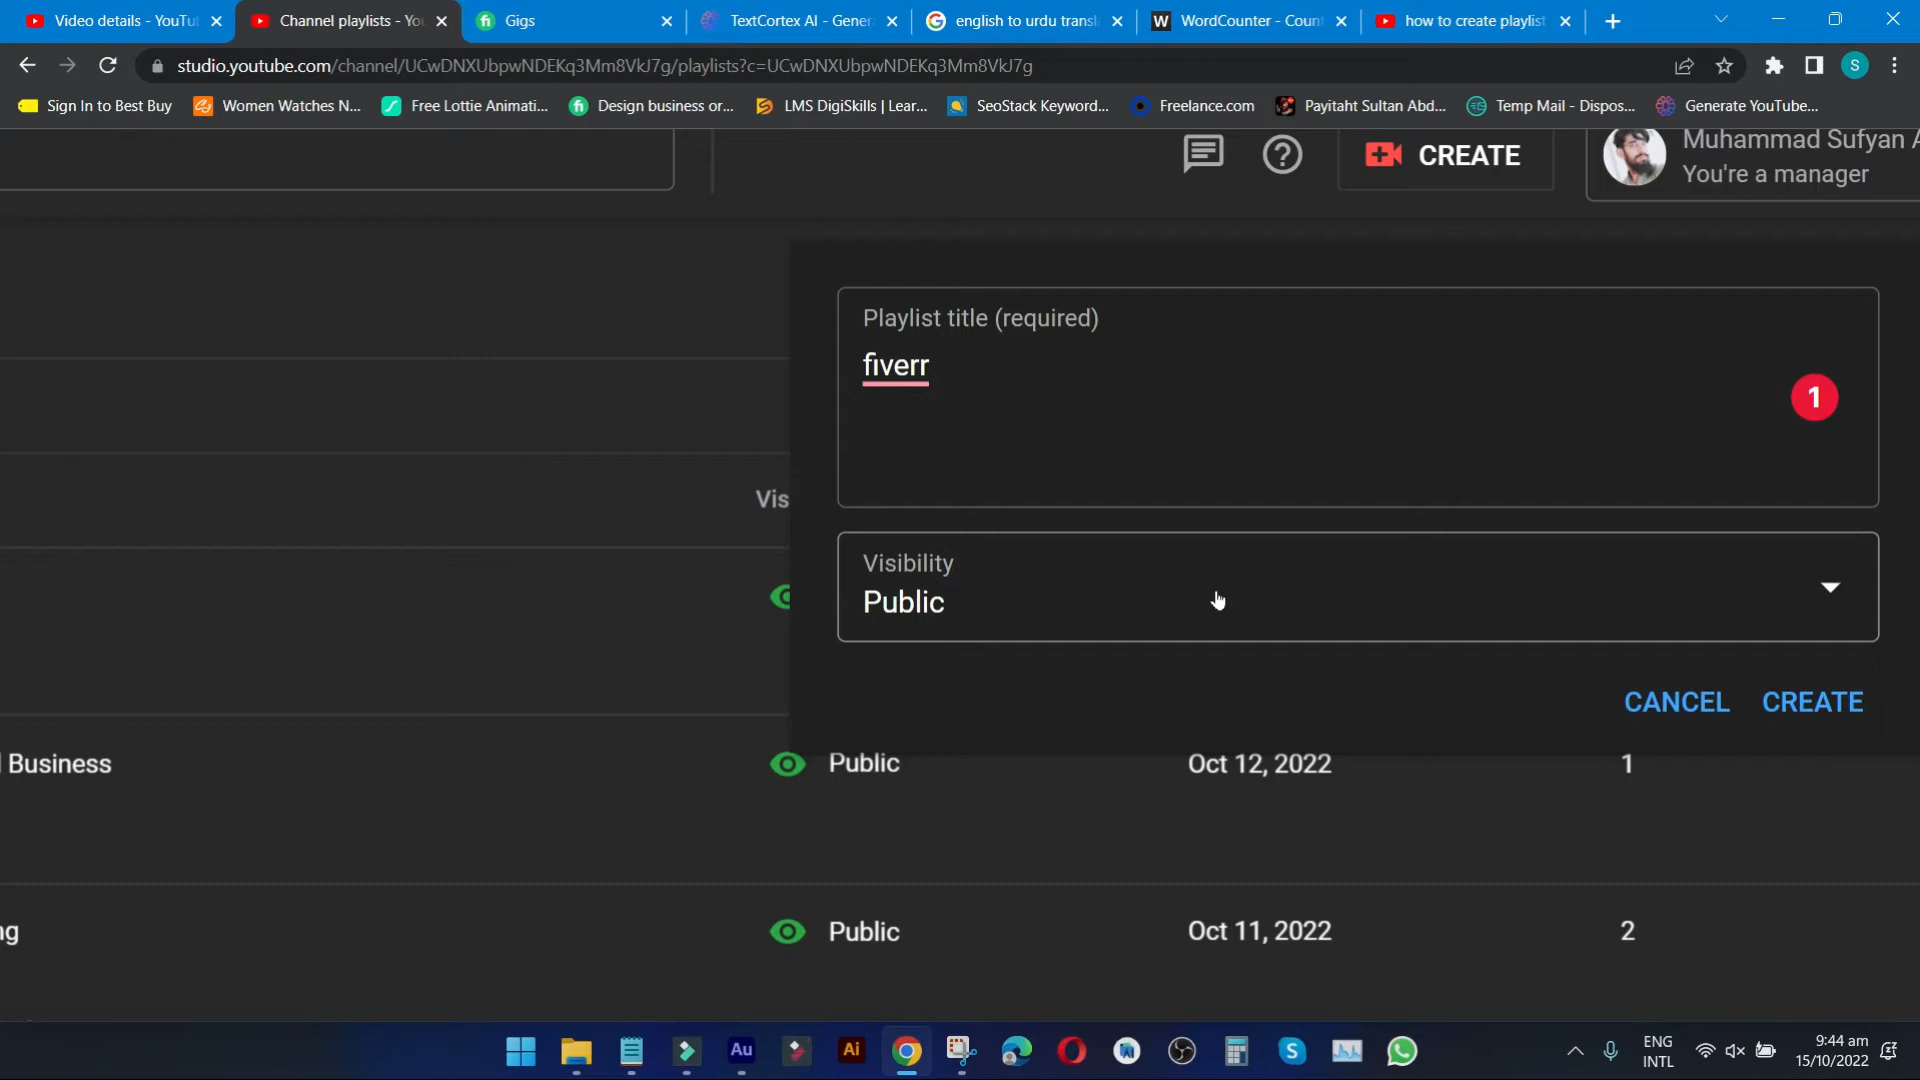 Video details - YouTu
Channel playlists - Yo
Gigs
TextCortex AI - Gener
english to urdu transl
WordCounter - Coun
how to create playlist
studio.youtube.com/channel/UCwDNXUbpwNDEKq3Mm8VkJ7g/playlists?c=UCwDNXUbpwNDEKq3Mm8VkJ7g
S
Sign In to Best Buy
Women Watches N...
Free Lottie Animati...
Design business or...
LMS DigiSkills | Lear...
SeoStack Keyword...
Freelance.com
Payitaht Sultan Abd...
Temp Mail - Dispos...
Generate YouTube...
CREATE
Muhammad Sufyan A
You're a manager
Playlist title (required)
fiverr
1
Vis
Visibility
Public
CANCEL
CREATE
Business
Public
Oct 12, 2022
1
ng
Public
Oct 11, 2022
2
Au
Ai
S
ENG
INTL
9:44 am
15/10/2022